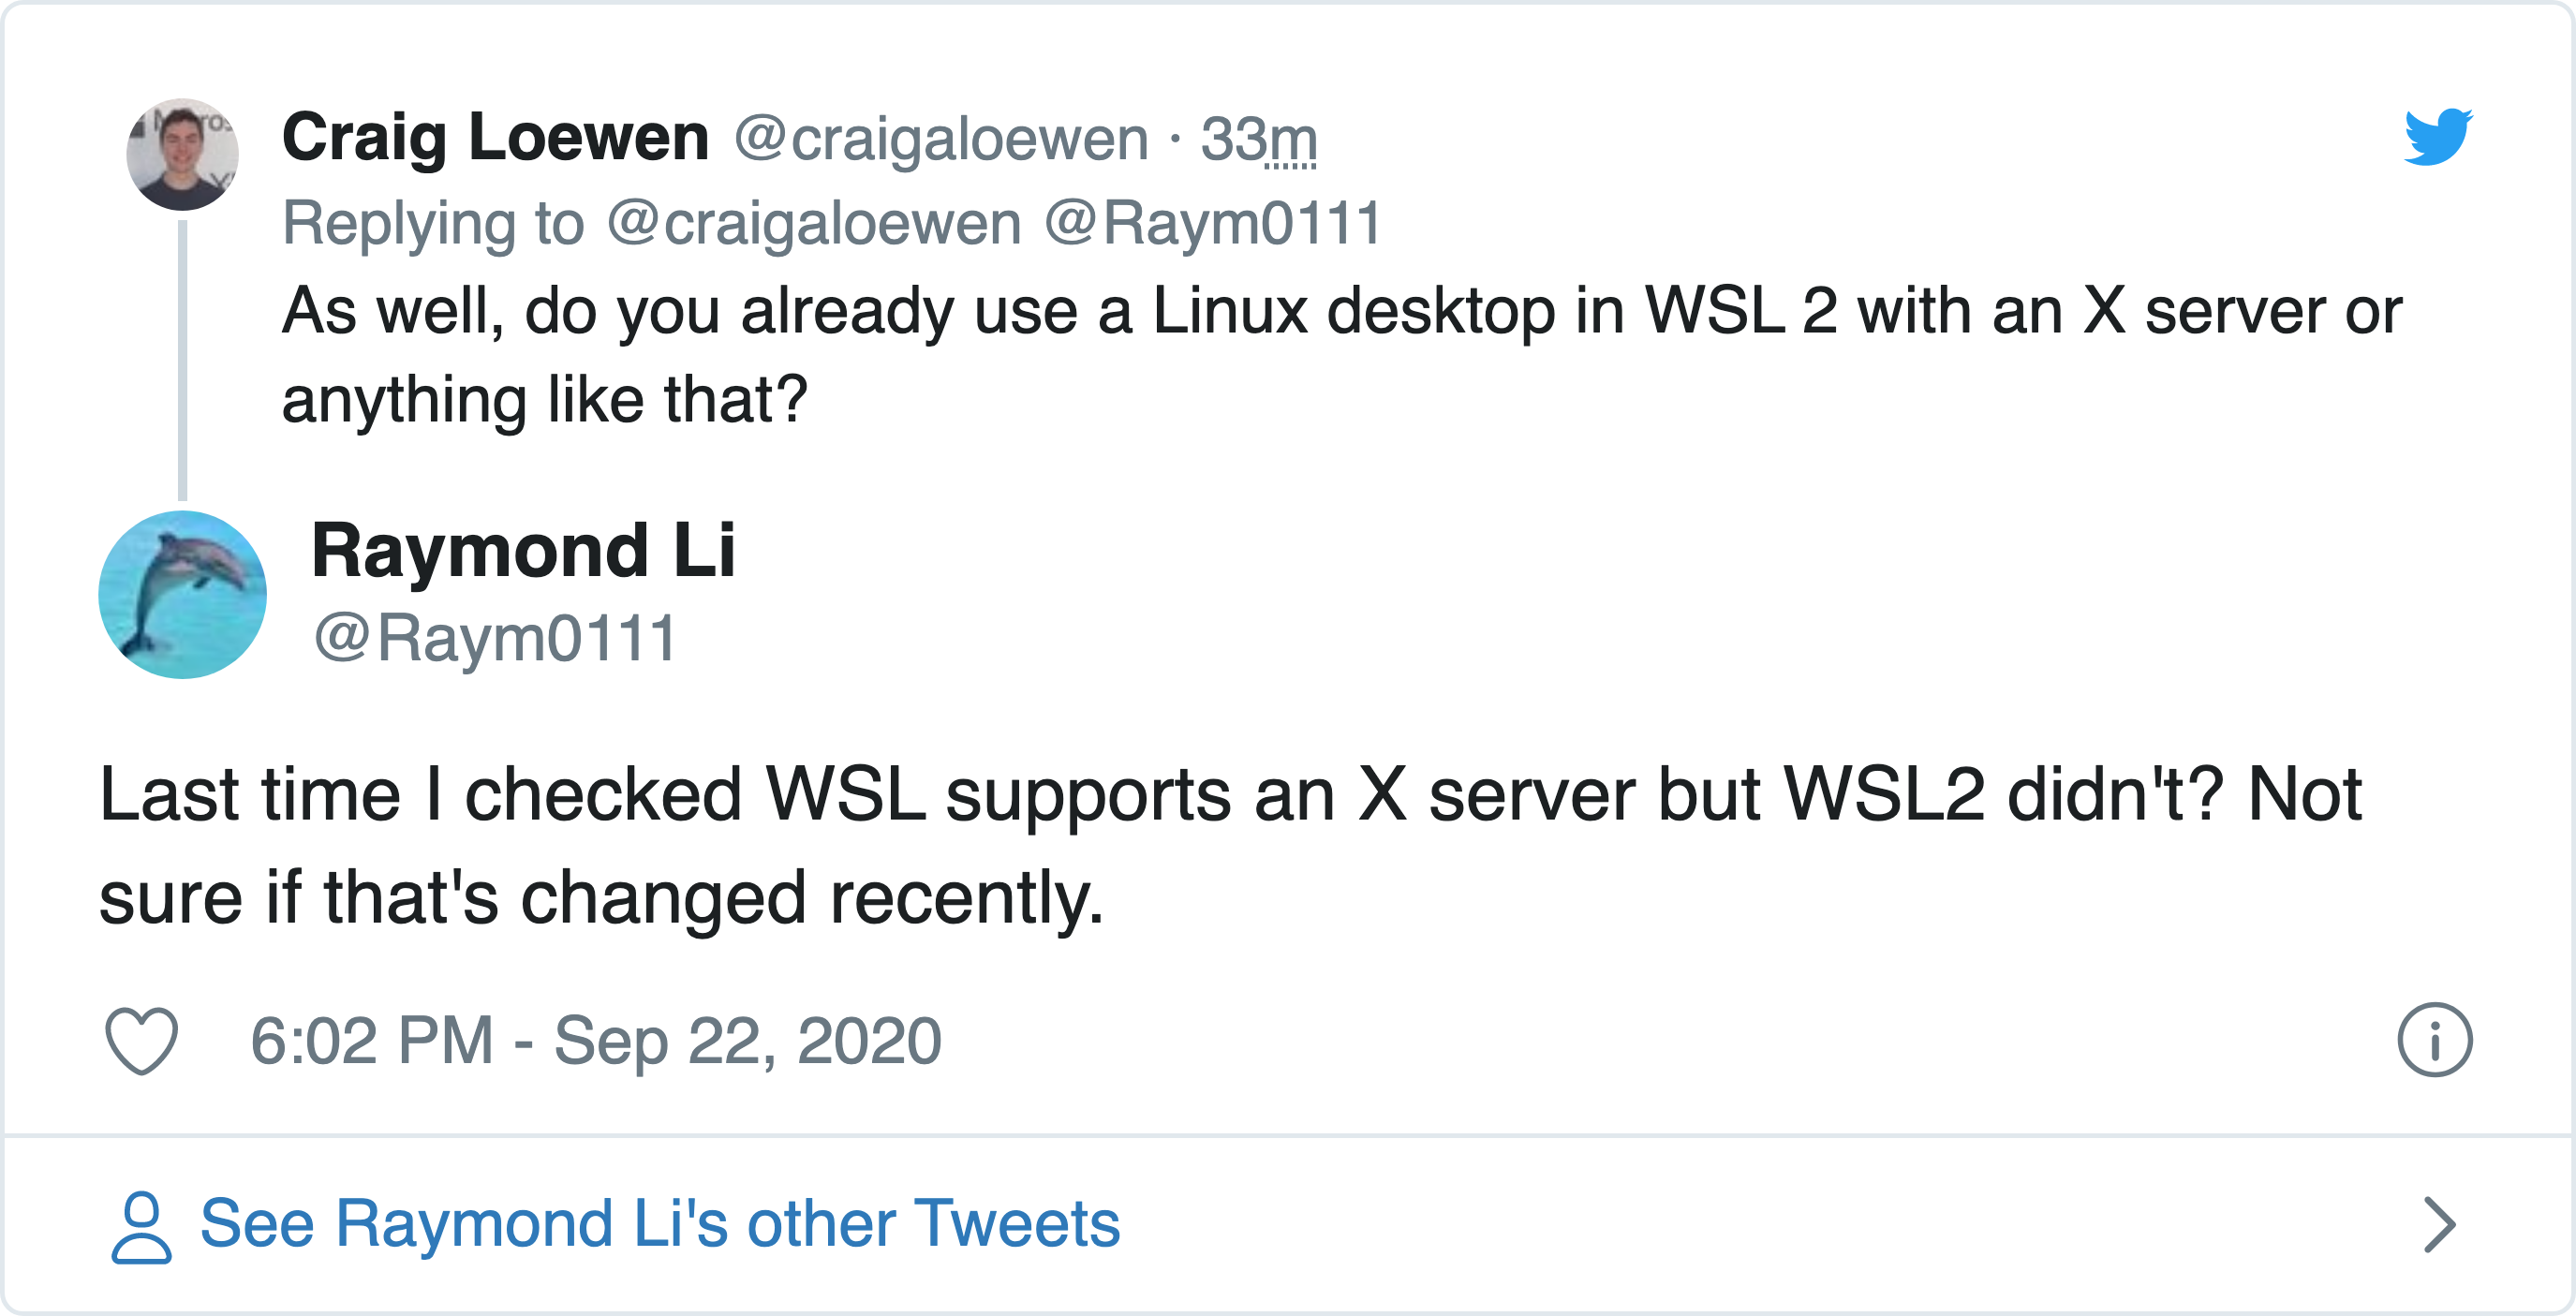 Craig Loewen @craigaloewen · 33m
Replying to @craigaloewen @Raym0111
As well, do you already use a Linux desktop in WSL 2 with an X server or
anything like that?
Raymond Li
@Raym0111
Last time I checked WSL supports an X server but WSL2 didn't? Not
sure if that's changed recently.
6:02 PM - Sep 22, 2020
See Raymond Li's other Tweets